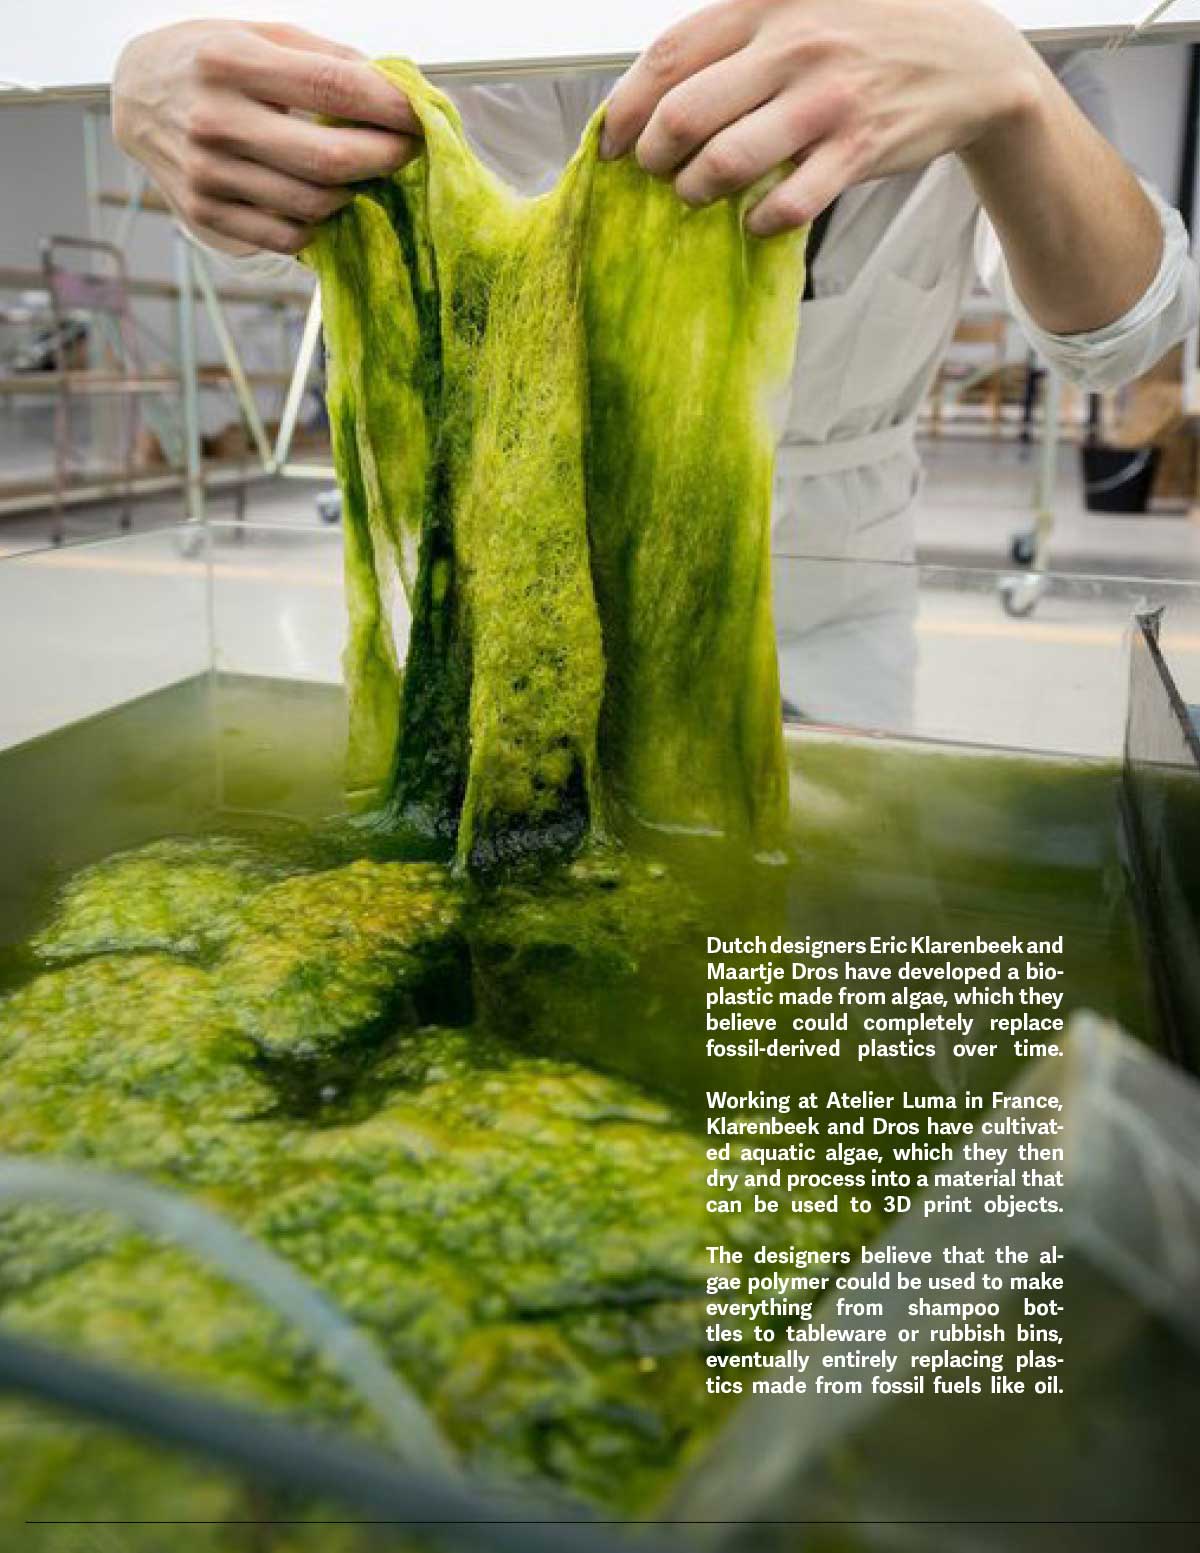 Dutch designers Eric Klarenbeek and
Maartje Dros have developed a bio-
plastic made from algae, which they
believe could completely replace
fossil-derived plastics over time.
Working at Atelier Luma in France,
Klarenbeek and Dros have cultivat-
ed aquatic algae, which they then
dry and process into a material that
can be used to 3D print objects.
The designers believe that the al-
gae polymer could be used to make
everything from shampoo bot-
tles to tableware or rubbish bins,
eventually entirely replacing plas-
tics made from fossil fuels like oil.